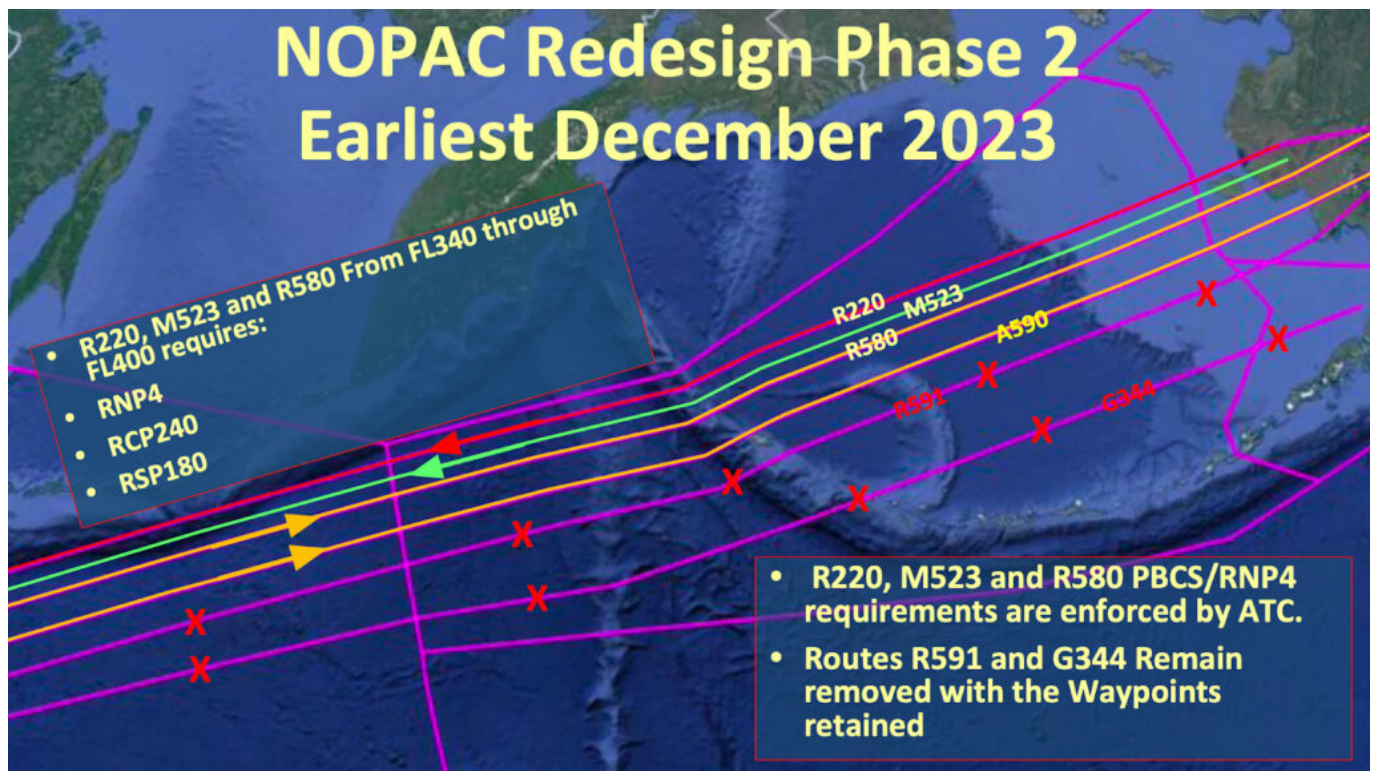 NOPAC Redesign Phase 2
Earliest December 2023
• R220, M523 and R580 From FL340 through
FL400 requires:
• RNP4
• RCP240
• RSP180
R220
M523
R580
A590
R591
G344
X
X
X
X
X
X
X
X
X
X
• R220, M523 and R580 PBCS/RNP4
requirements are enforced by ATC.
• Routes R591 and G344 Remain
removed with the Waypoints
retained